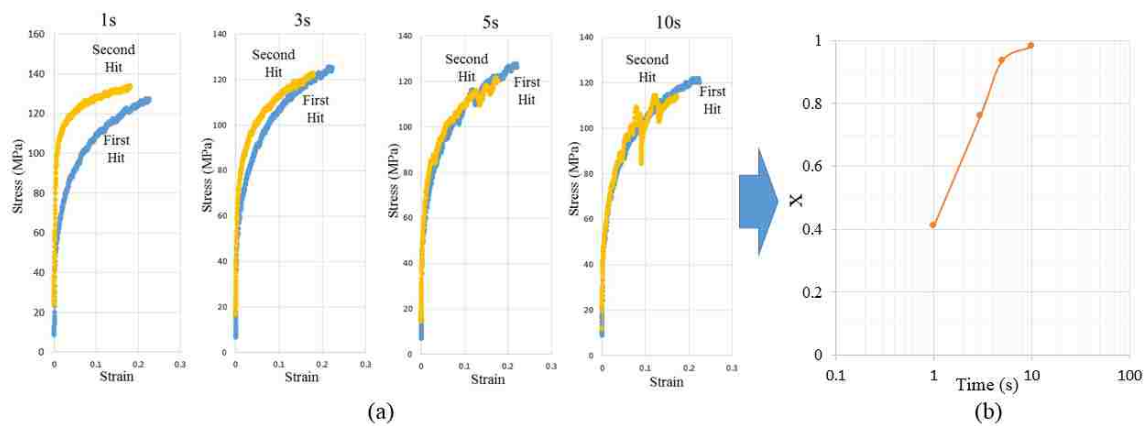 (a)
1s
Stress (MPa)
160
140
120
100
80
60
40
20
0
Second
Hit
First
Hit
0
0.1
0.2
0.3
Strain
3s
Stress (MPa)
140
120
100
80
60
40
20
0
Second
Hit
First
Hit
0
0.1
0.2
0.3
Strain
5s
Stress (MPa)
140
120
100
80
60
40
20
0
Second
Hit
First
Hit
0
0.1
0.2
0.3
Strain
10s
Stress (MPa)
140
120
100
80
60
40
20
0
Second
Hit
First
Hit
0
0.1
0.2
0.3
Strain
X
1
0.8
0.6
0.4
0.2
0
0.1
1
10
100
Time (s)
(b)